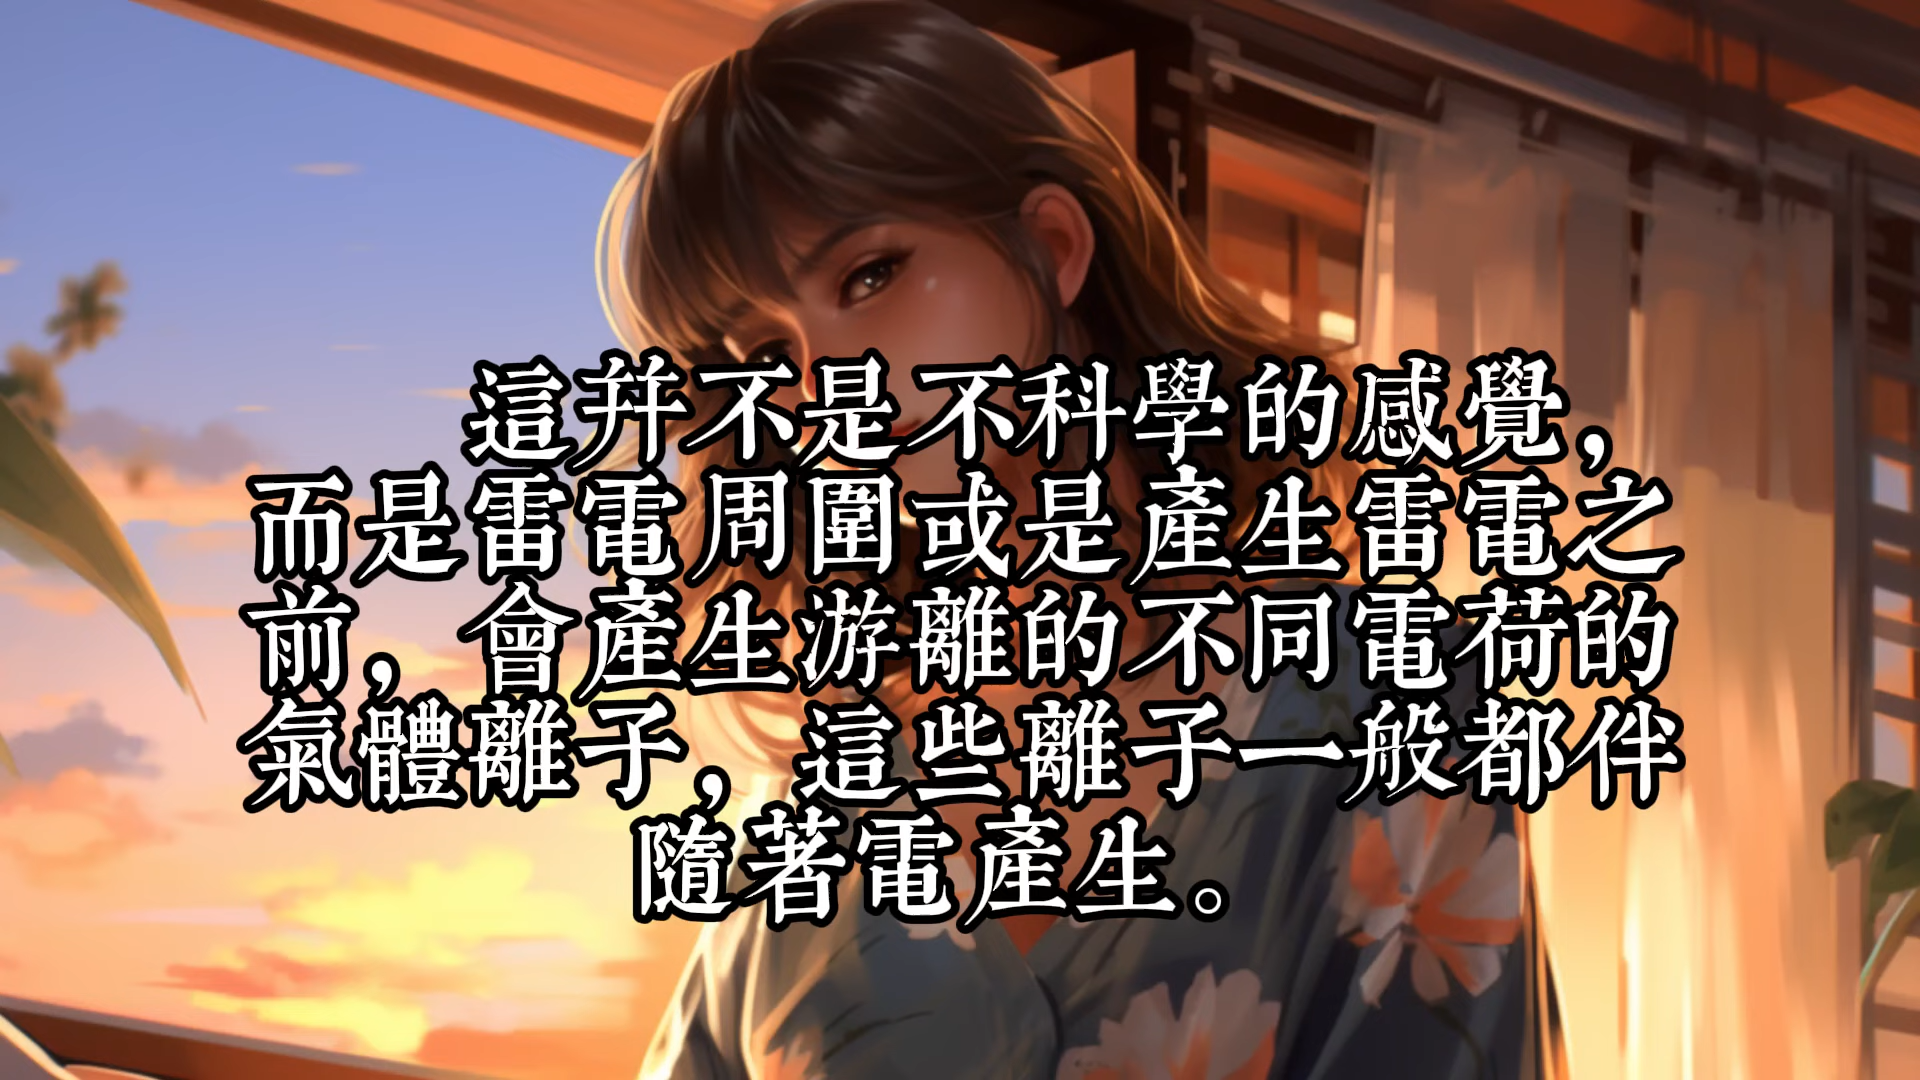 這并不是不科學的感覺，
而是雷電周圍或是產生雷電之
前，會產生游離的不同電荷的
氣體離子，這些離子一般都伴
隨著電產生。